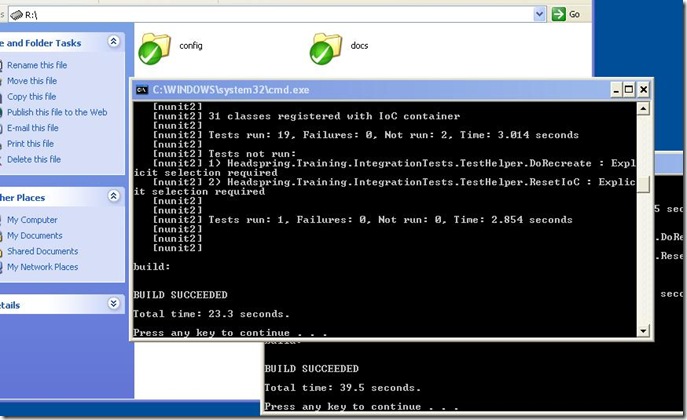 s
R:\
Go
e and Folder Tasks
Rename this file
Move this file
Copy this file
Publish this file to the Web
E-mail this file
Print this file
Delete this file
ther Places
My Computer
My Documents
Shared Documents
My Network Places
etails
config
docs
C:\WINDOWS\system32\cmd.exe
[nunit2]
[nunit2] 31 classes registered with IoC container
[nunit2]
[nunit2] Tests run: 19, Failures: 0, Not run: 2, Time: 3.014 seconds
[nunit2]
[nunit2] Tests not run:
[nunit2] 1) Headspring.Training.IntegrationTests.TestHelper.DoRecreate : Expl
icit selection required
[nunit2] 2) Headspring.Training.IntegrationTests.TestHelper.ResetIoC : Explic
it selection required
[nunit2]
[nunit2]
[nunit2] Tests run: 1, Failures: 0, Not run: 0, Time: 2.854 seconds
[nunit2]
[nunit2]
[nunit2]
build:
BUILD SUCCEEDED
Total time: 23.3 seconds.
Press any key to continue . . .
5 sec
.DoRe
.Rese
secc
BUILD SUCCEEDED
Total time: 39.5 seconds.
Press any key to continue . . .